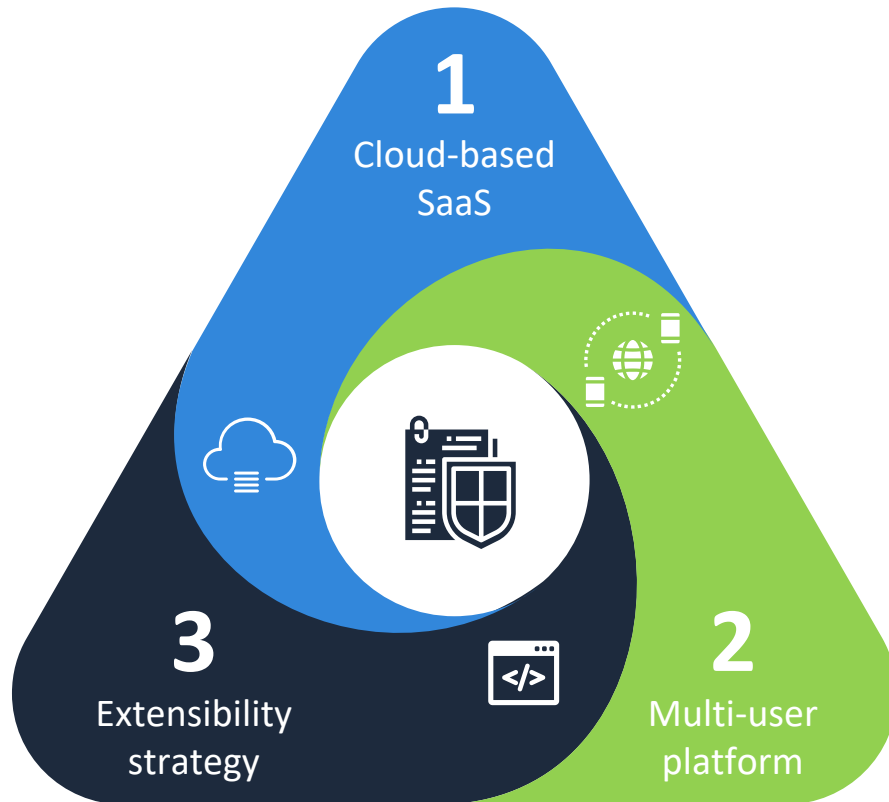 1
Cloud-based
SaaS
2
Multi-user
platform
3
Extensibility
strategy
</>